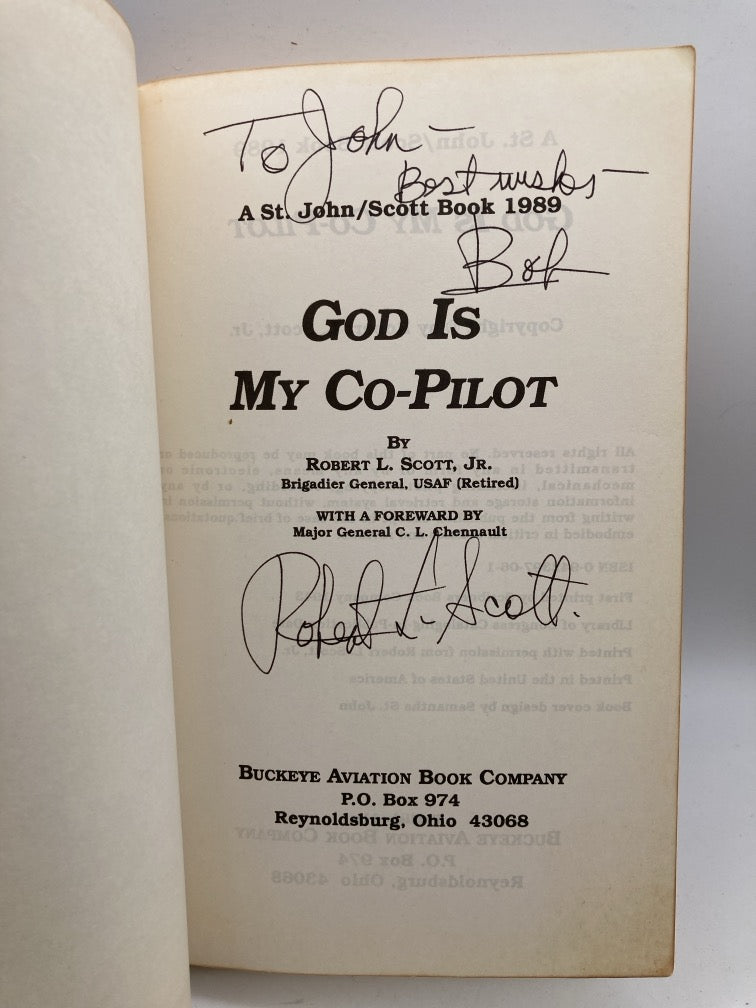 To John —
Best wishes —
A St. John/Scott Book 1989
Bob
GOD IS
MY CO-PILOT
BY
ROBERT L. SCOTT, JR.
Brigadier General, USAF (Retired)
WITH A FOREWARD BY
Major General C. L. Chennault
Robert L. Scott.
BUCKEYE AVIATION BOOK COMPANY
P.O. Box 974
Reynoldsburg, Ohio 43068